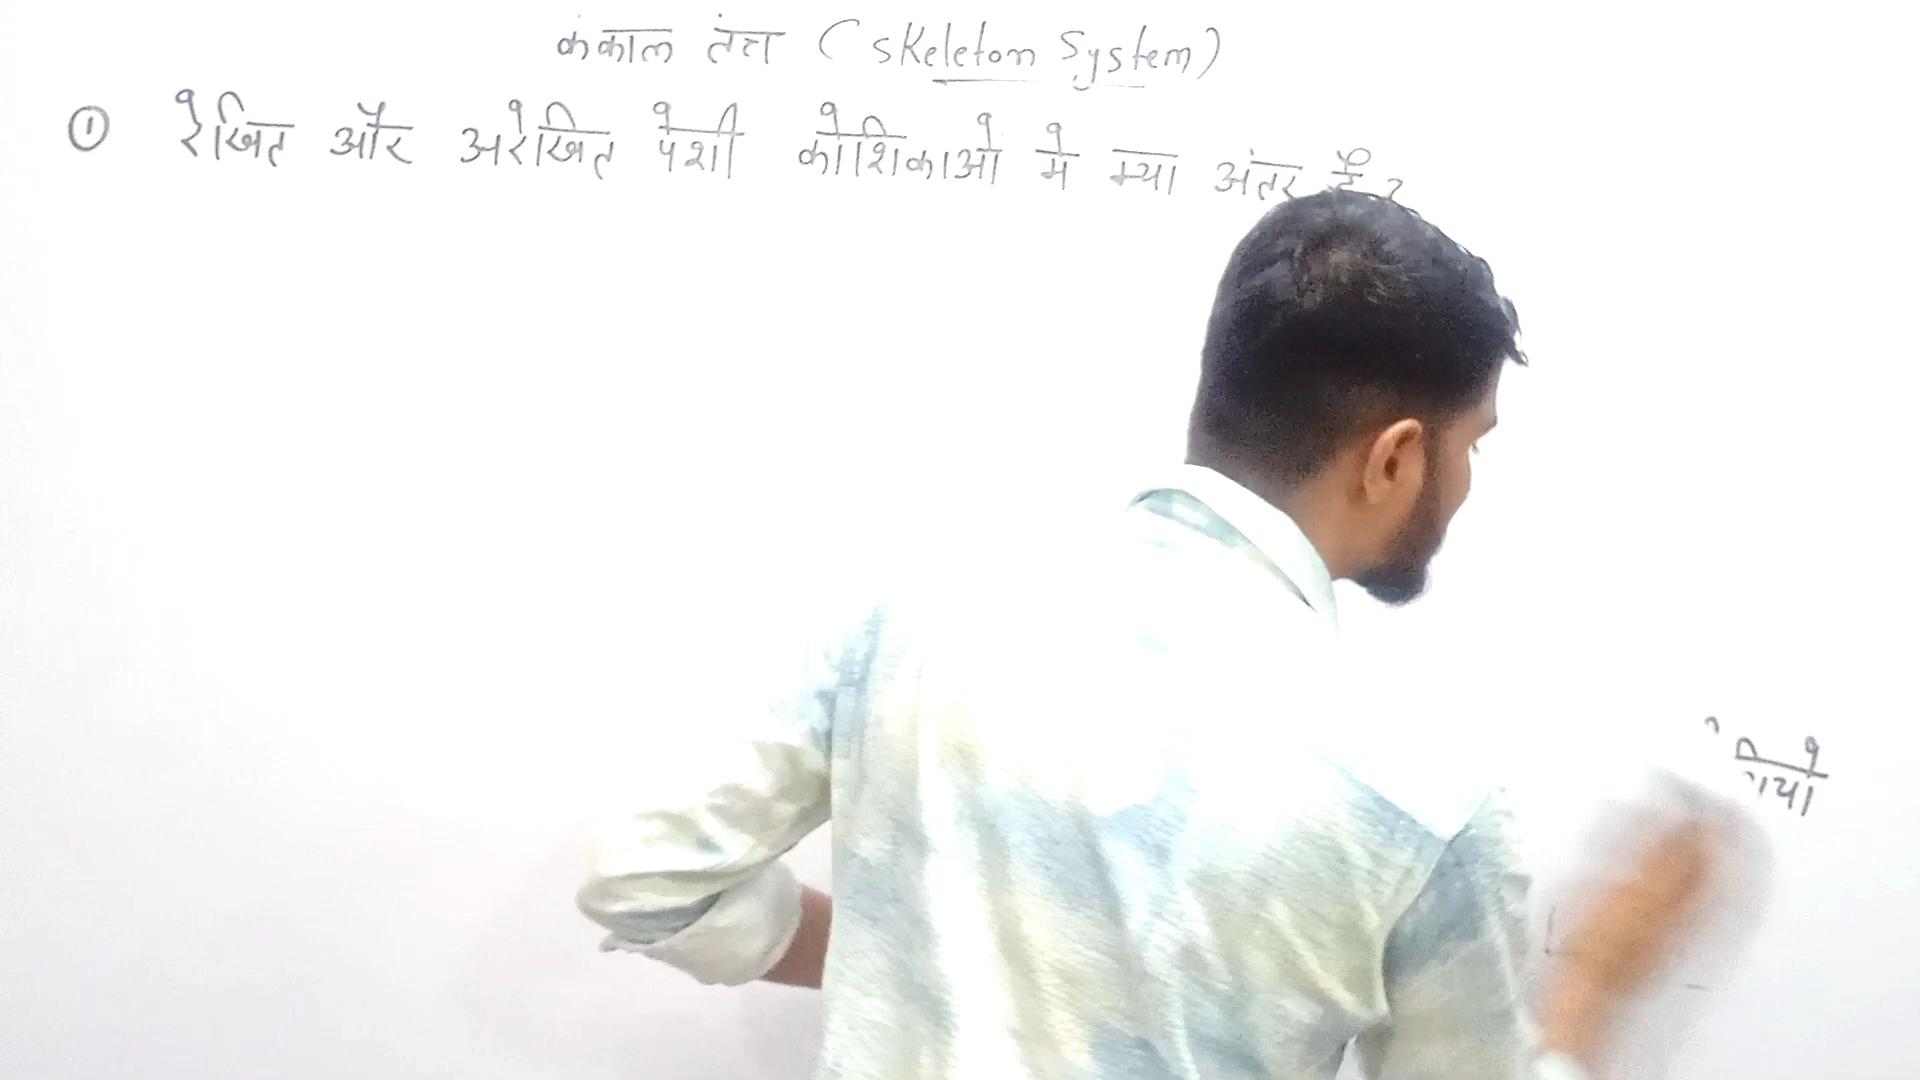 कंकाल तंत्र (skeleton system)
① रेखित और अरेखित पेशी कोशिकाओ मे क्या अंतर है?